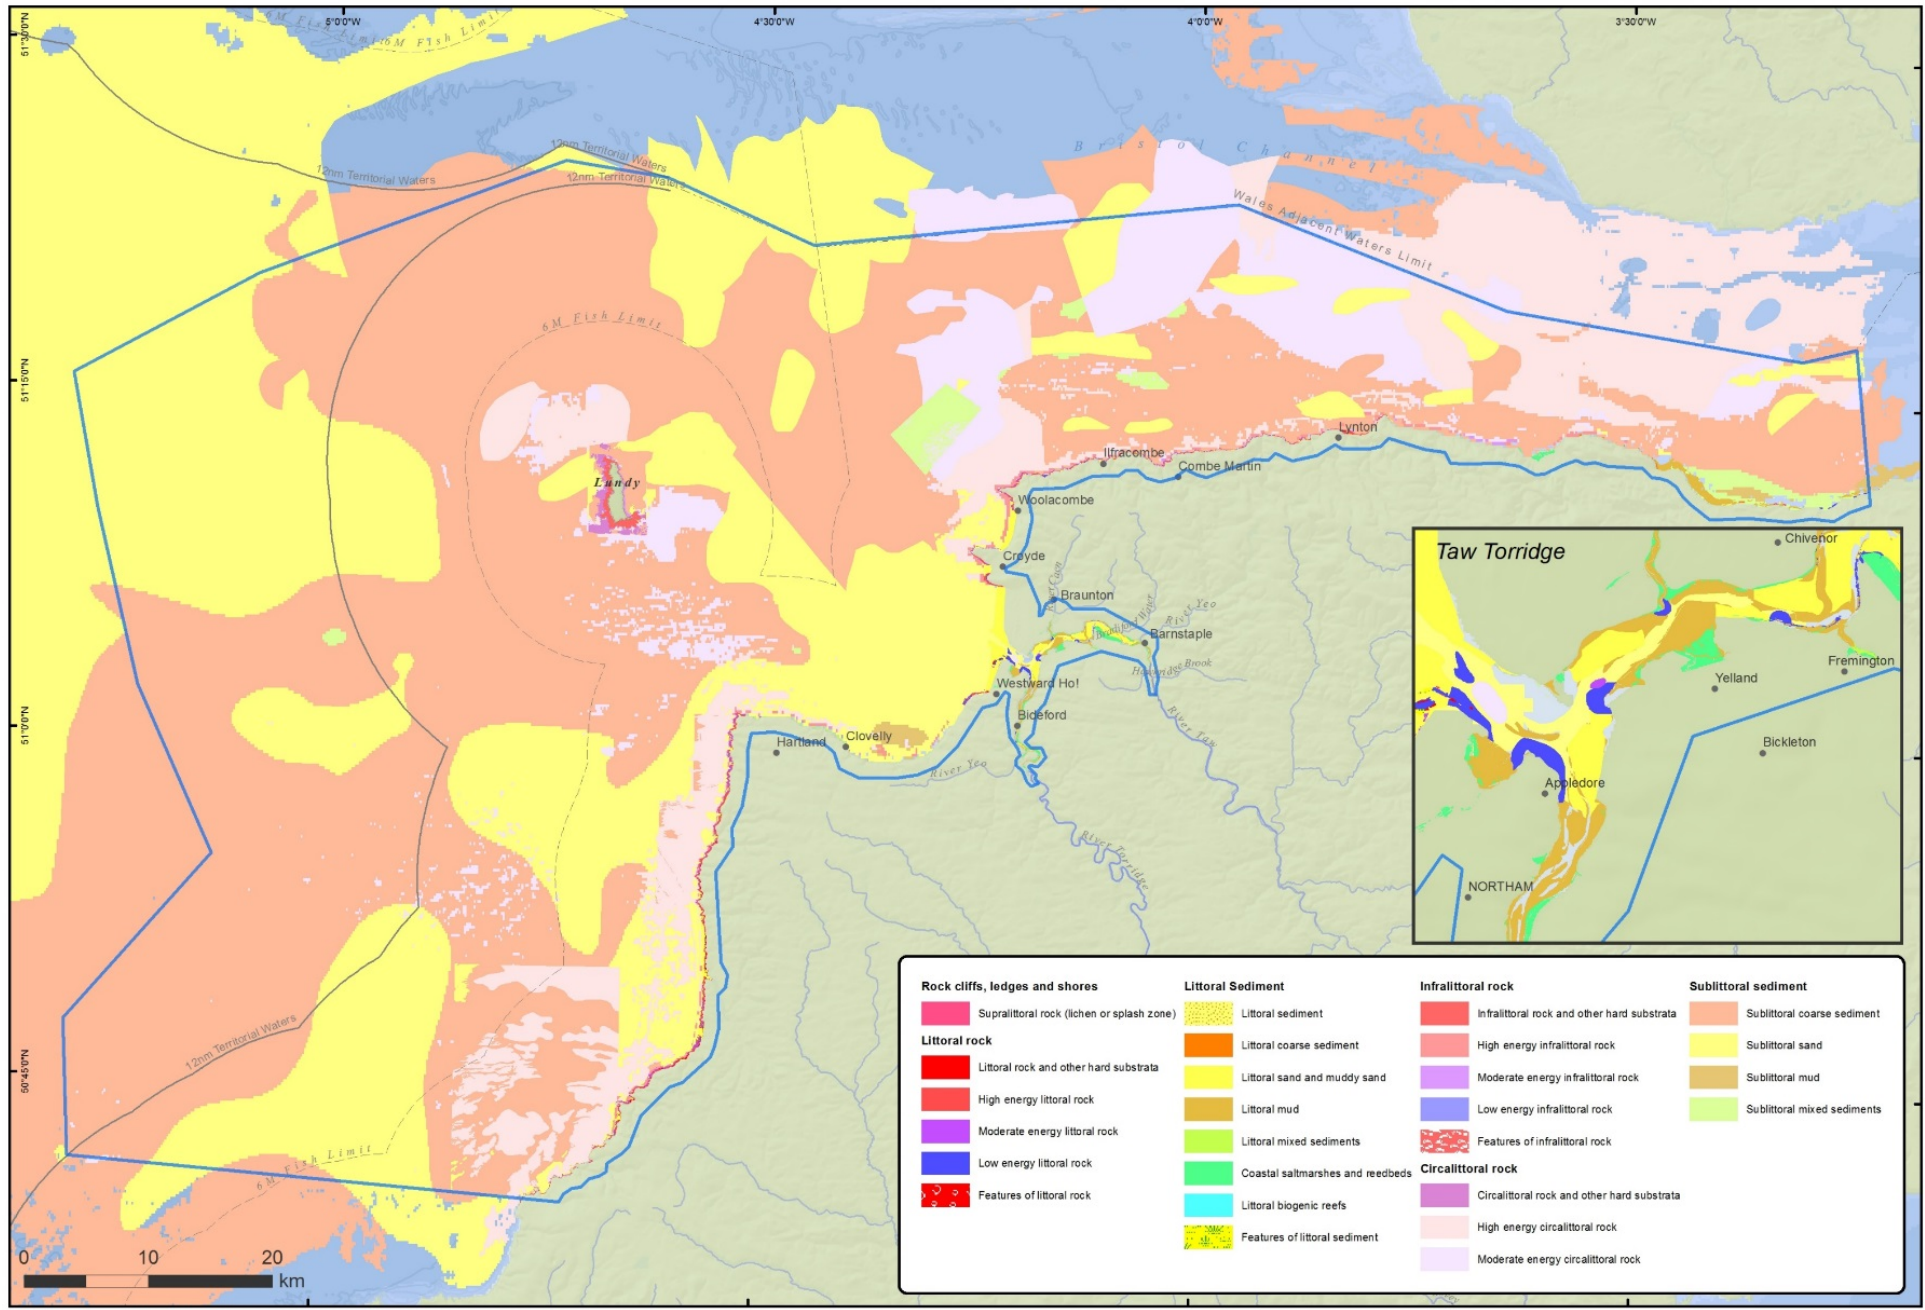 5°0'0"W
4°30'0"W
4°0'0"W
3°30'0"W
51°30'0"N
51°15'0"N
51°0'0"N
50°45'0"N
6M Fish Limit
6M Fish Limit
12nm Territorial Waters
12nm Territorial Waters
12nm Territorial Waters
Bristol Channel
Wales Adjacent Waters Limit
6M Fish Limit
Lundy
Lynton
Ilfracombe
Combe Martin
Woolacombe
Croyde
Braunton
River Caen
Bradiford Water
River Yeo
Barnstaple
Westward Ho!
Bideford
Hartland
Clovelly
River Yeo
River Taw
River Torridge
12nm Territorial Waters
6M Fish Limit
Taw Torridge
Chivenor
Fremington
Yelland
Bickleton
Appledore
NORTHAM
Rock cliffs, ledges and shores
Supralittoral rock (lichen or splash zone)
Littoral rock
Littoral rock and other hard substrata
High energy littoral rock
Moderate energy littoral rock
Low energy littoral rock
Features of littoral rock
Littoral Sediment
Littoral sediment
Littoral coarse sediment
Littoral sand and muddy sand
Littoral mud
Littoral mixed sediments
Coastal saltmarshes and reedbeds
Littoral biogenic reefs
Features of littoral sediment
Infralittoral rock
Infralittoral rock and other hard substrata
High energy infralittoral rock
Moderate energy infralittoral rock
Low energy infralittoral rock
Features of infralittoral rock
Circalittoral rock
Circalittoral rock and other hard substrata
High energy circalittoral rock
Moderate energy circalittoral rock
Sublittoral sediment
Sublittoral coarse sediment
Sublittoral sand
Sublittoral mud
Sublittoral mixed sediments
0 10 20
km